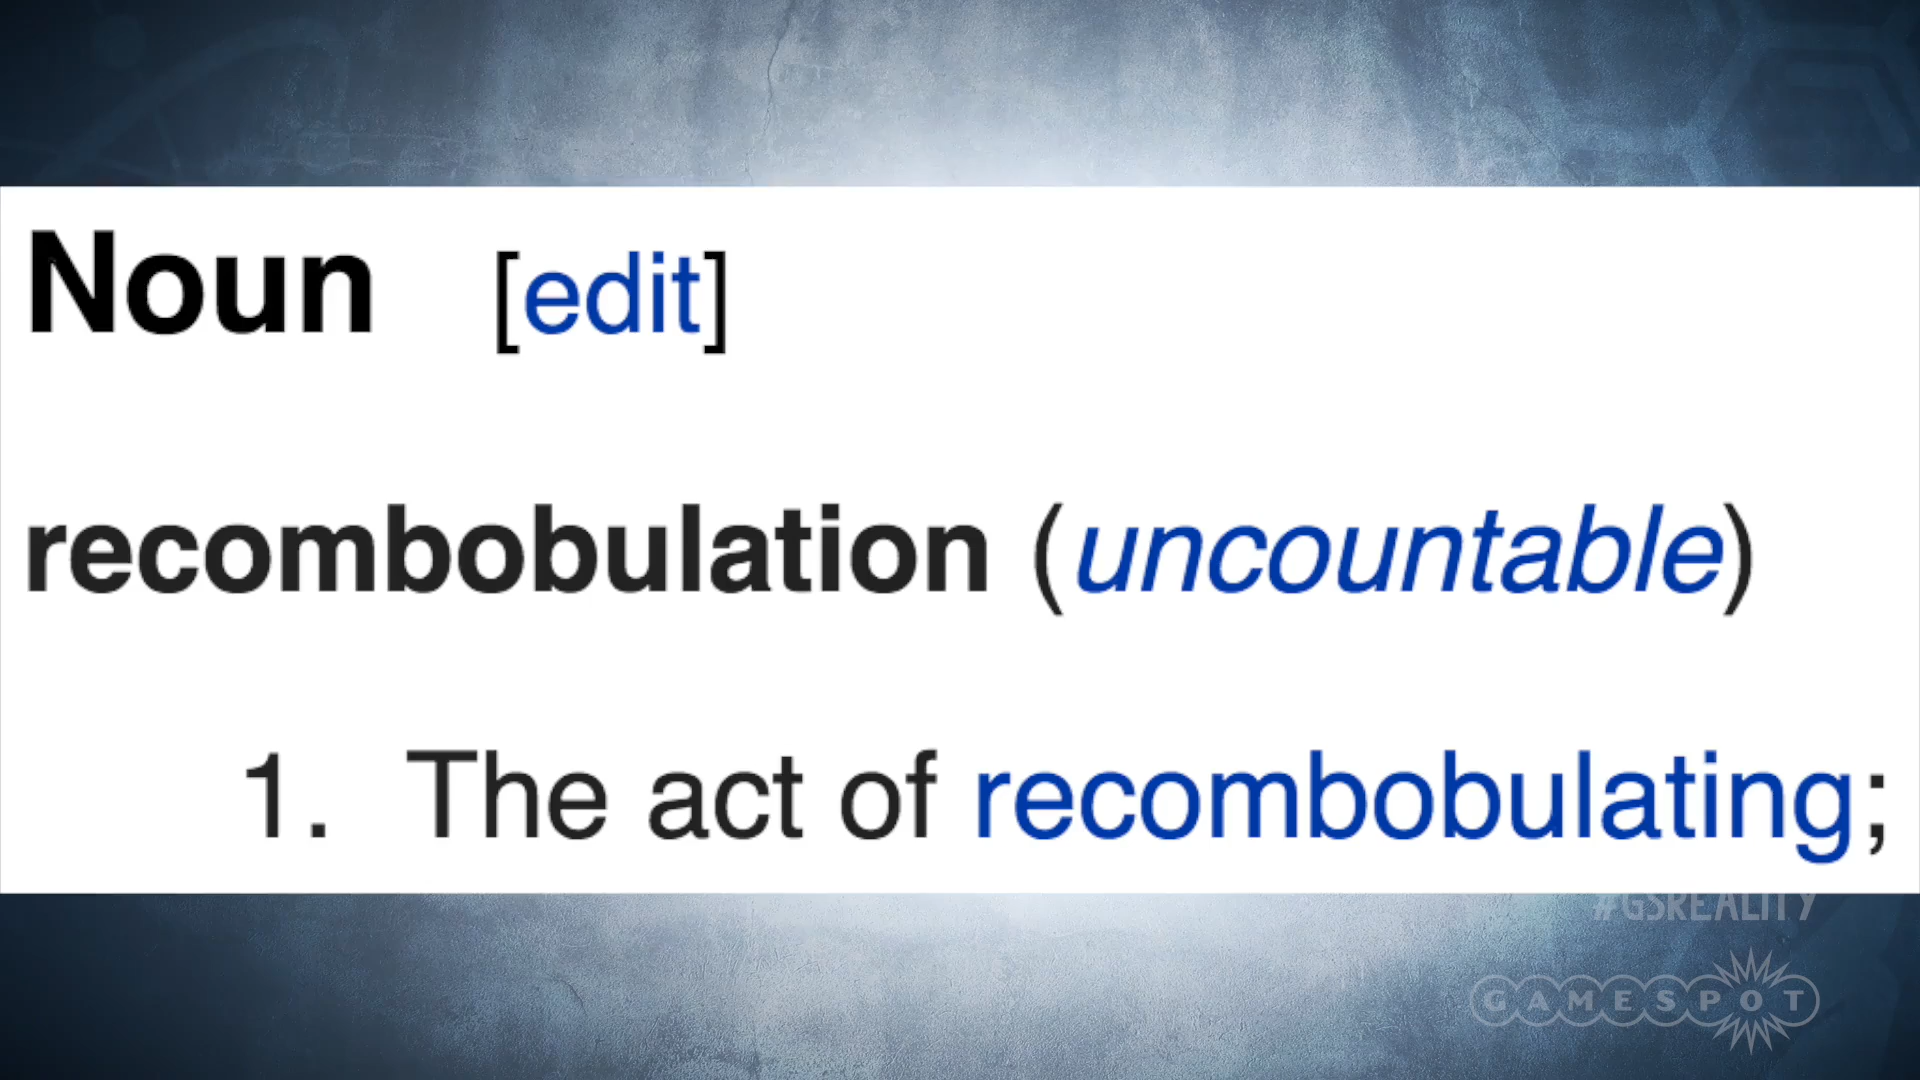 Noun [edit]
recombobulation (uncountable)
1. The act of recombobulating;
#GSREALITY
GAMESPOT